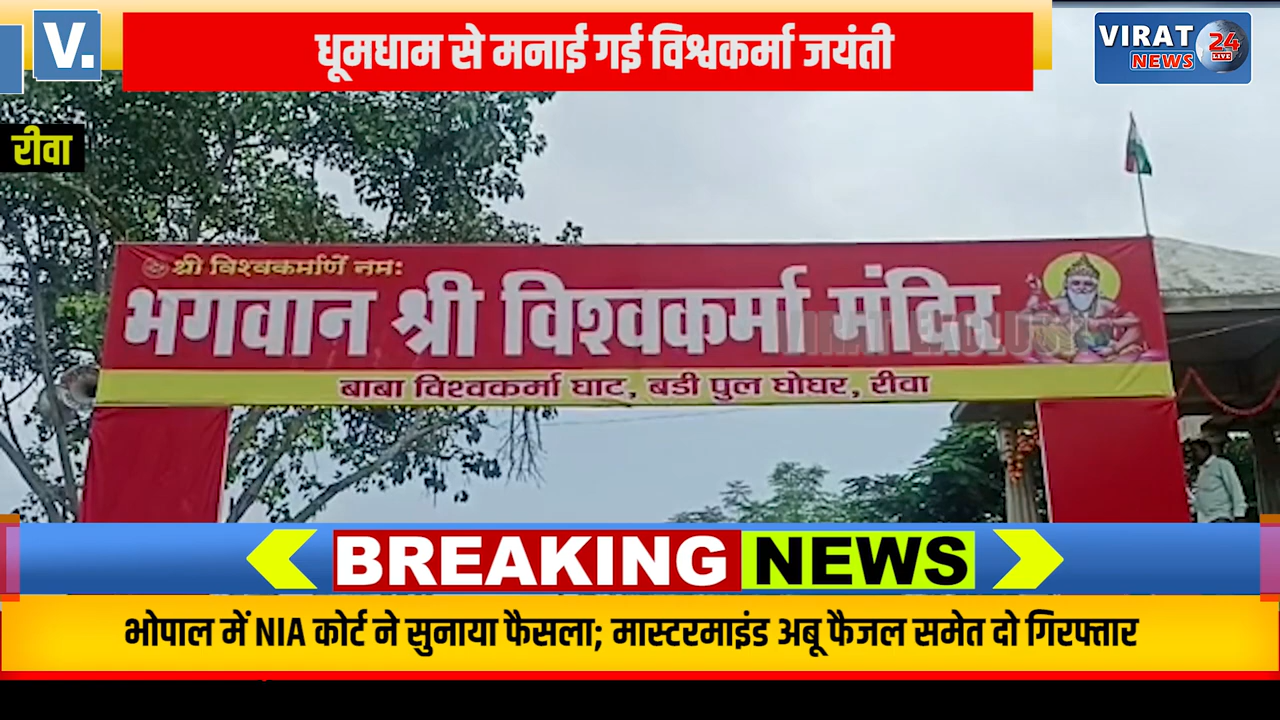 V.
धूमधाम से मनाई गई विश्वकर्मा जयंती
VIRAT
NEWS
24
LIVE
रीवा
श्री विश्वकर्माणें नमः
भगवान श्री विश्वकर्मा मंदिर
बाबा विश्वकर्मा घाट, बडी पुल घोघर, रीवा
BREAKING NEWS
भोपाल में NIA कोर्ट ने सुनाया फैसला; मास्टरमाइंड अबू फैजल समेत दो गिरफ्तार